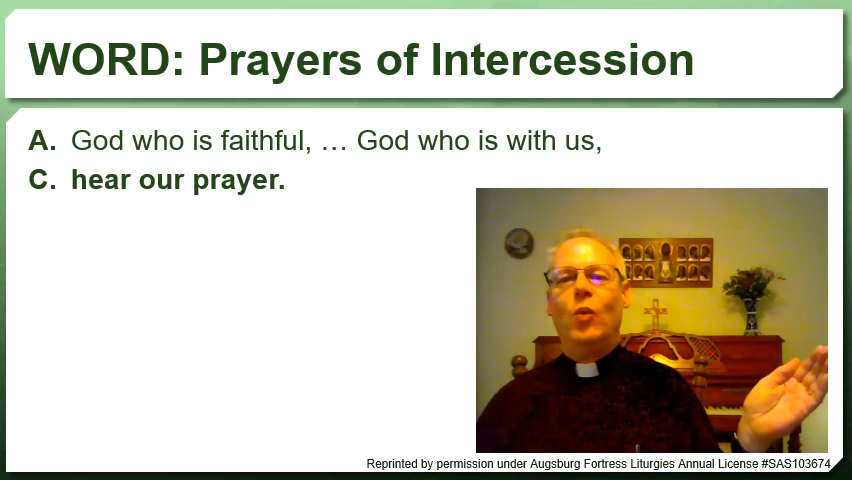 WORD: Prayers of Intercession
A. God who is faithful, … God who is with us,
C. hear our prayer.
Reprinted by permission under Augsburg Fortress Liturgies Annual License #SAS103674